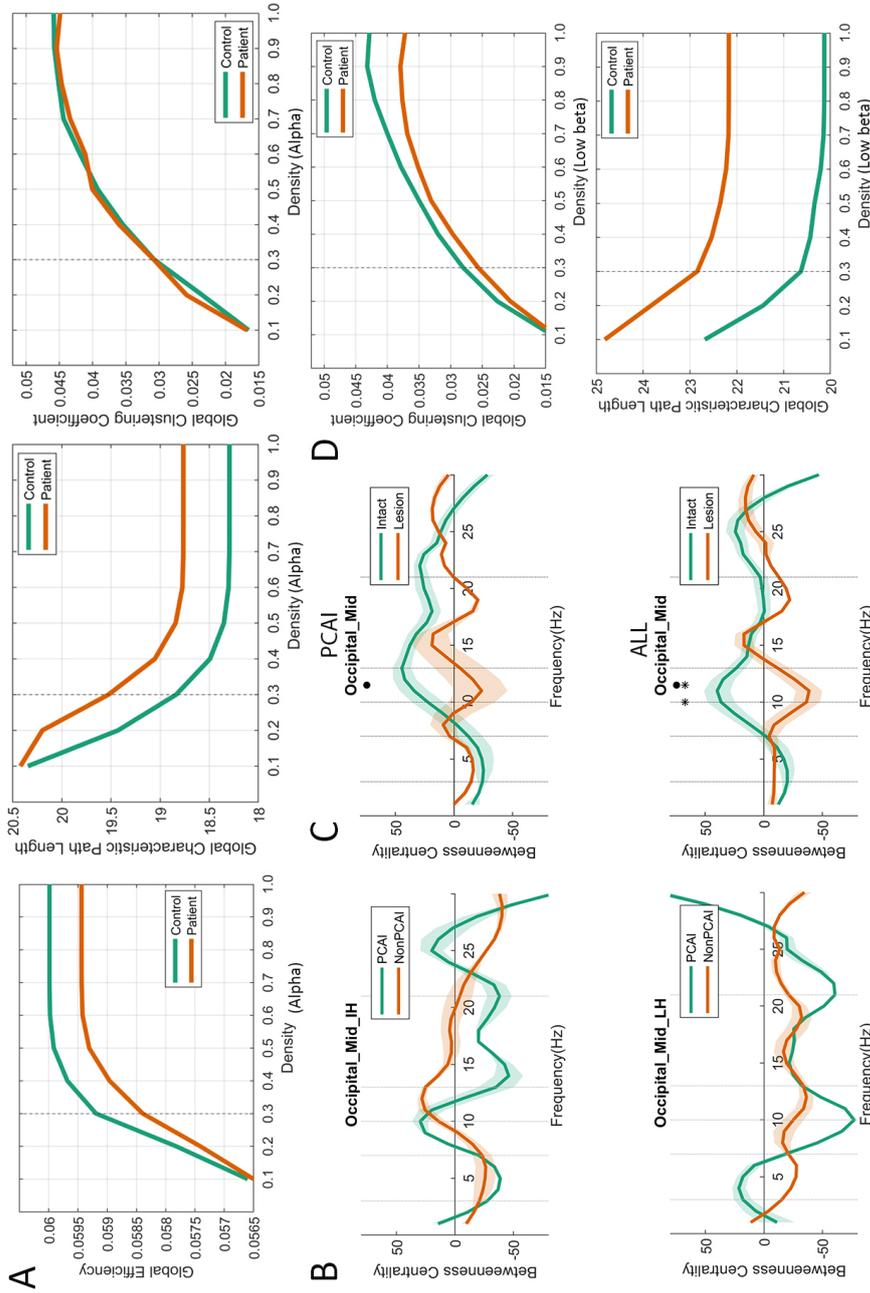 A
Global Efficiency
0.06
0.0595
0.059
0.0585
0.058
0.0575
0.057
0.0565
Control
Patient
0.1 0.2 0.3 0.4 0.5 0.6 0.7 0.8 0.9 1.0
Density (Alpha)
Global Characteristic Path Length
20.5
20
19.5
19
18.5
18
Control
Patient
0.1 0.2 0.3 0.4 0.5 0.6 0.7 0.8 0.9 1.0
Density (Alpha)
Global Clustering Coefficient
0.05
0.045
0.04
0.03
0.025
0.02
0.015
Control
Patient
0.1 0.2 0.3 0.4 0.5 0.6 0.7 0.8 0.9 1.0
Density (Alpha)
B
Occipital_Mid_IH
Betweenness Centrality
50
0
-50
PCAI
NonPCAI
5 10 15 20 25
Frequency(Hz)
Occipital_Mid_LH
Betweenness Centrality
50
0
-50
PCAI
NonPCAI
5 10 15 20 25
Frequency(Hz)
C
PCAI
Occipital_Mid
•
Betweenness Centrality
50
0
-50
Intact
Lesion
5 10 15 20 25
Frequency(Hz)
ALL
Occipital_Mid
•
* *
Betweenness Centrality
50
0
-50
Intact
Lesion
5 10 15 20 25
Frequency(Hz)
D
Global Clustering Coefficient
0.05
0.045
0.04
0.035
0.03
0.025
0.02
0.015
Control
Patient
0.1 0.2 0.3 0.4 0.5 0.6 0.7 0.8 0.9 1.0
Density (Low beta)
Global Characteristic Path Length
25
24
23
22
21
20
Control
Patient
0.1 0.2 0.3 0.4 0.5 0.6 0.7 0.8 0.9 1.0
Density (Low beta)